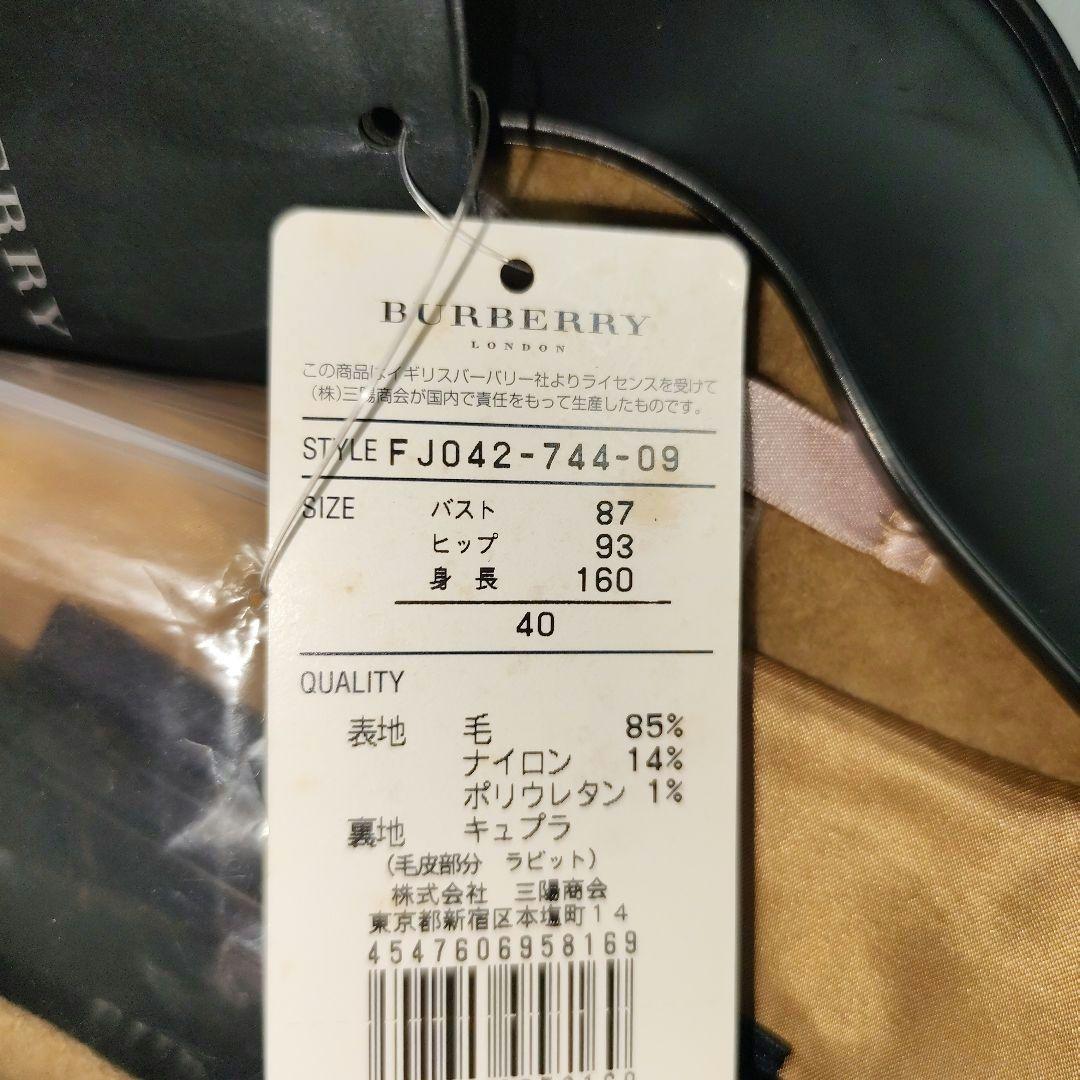 BURBERRY
LONDON
この商品はイギリスバーバリー社よりライセンスを受けて
(株)三陽商会が国内で責任をもって生産したものです。
STYLE FJ042-744-09
SIZE バスト 87
ヒップ 93
身長 160
40
QUALITY
表地 毛 85%
ナイロン 14%
ポリウレタン 1%
裏地 キュプラ
(毛皮部分 ラビット)
株式会社 三陽商会
東京都新宿区本塩町14
4547606958169